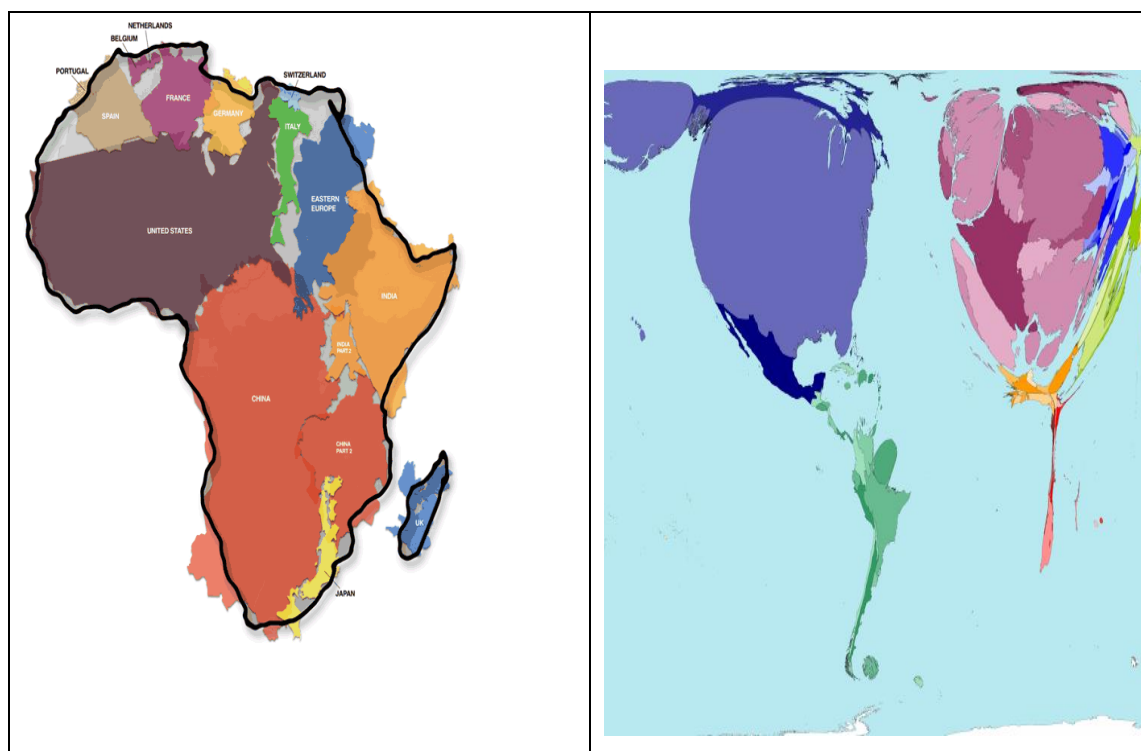 NETHERLANDS
BELGIUM
PORTUGAL
SWITZERLAND
FRANCE
SPAIN
GERMANY
ITALY
EASTERN
EUROPE
UNITED STATES
INDIA
INDIA
PART 2
CHINA
CHINA
PART 2
UK
JAPAN